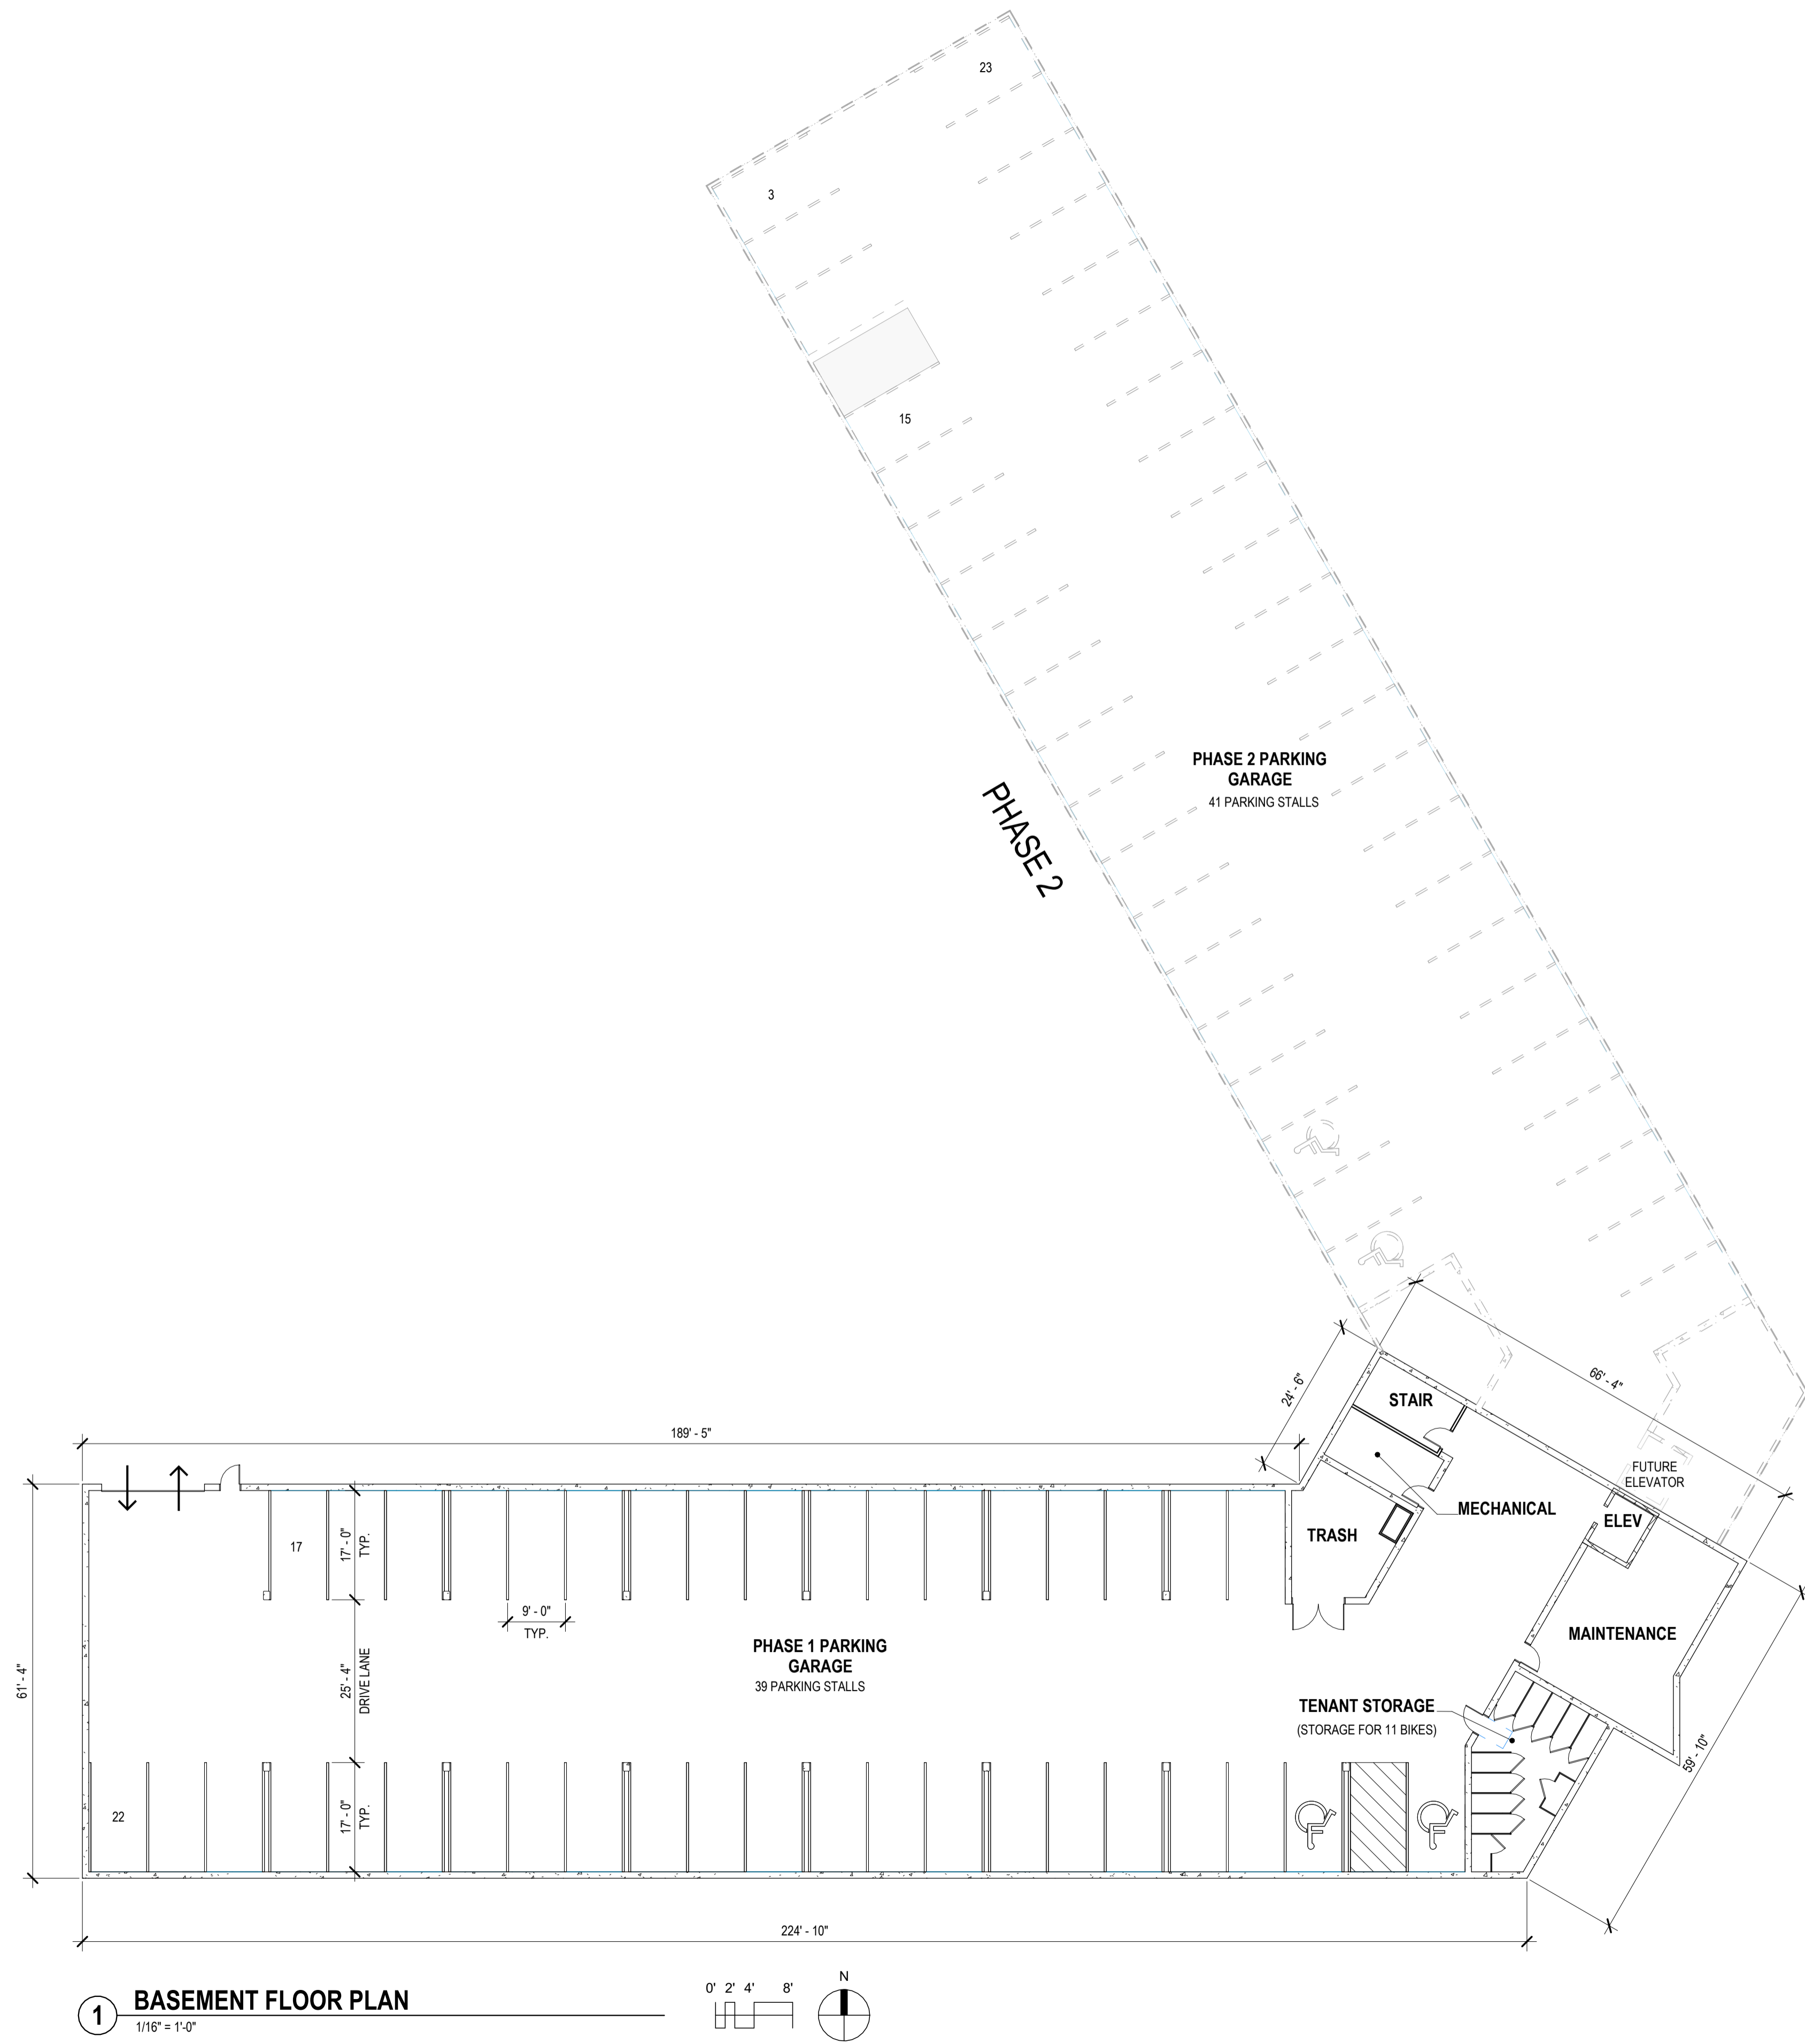 23
3
15
PHASE 2 PARKING
GARAGE
41 PARKING STALLS
PHASE 2
66' - 4"
24' - 6"
STAIR
189' - 5"
FUTURE
ELEVATOR
MECHANICAL
ELEV
TRASH
17
17' - 0"
TYP.
9' - 0"
TYP.
MAINTENANCE
PHASE 1 PARKING
GARAGE
39 PARKING STALLS
61' - 4"
25' - 4"
DRIVE LANE
TENANT STORAGE
(STORAGE FOR 11 BIKES)
59' - 10"
22
17' - 0"
TYP.
224' - 10"
N
0' 2' 4' 8'
1 BASEMENT FLOOR PLAN
1/16" = 1'-0"